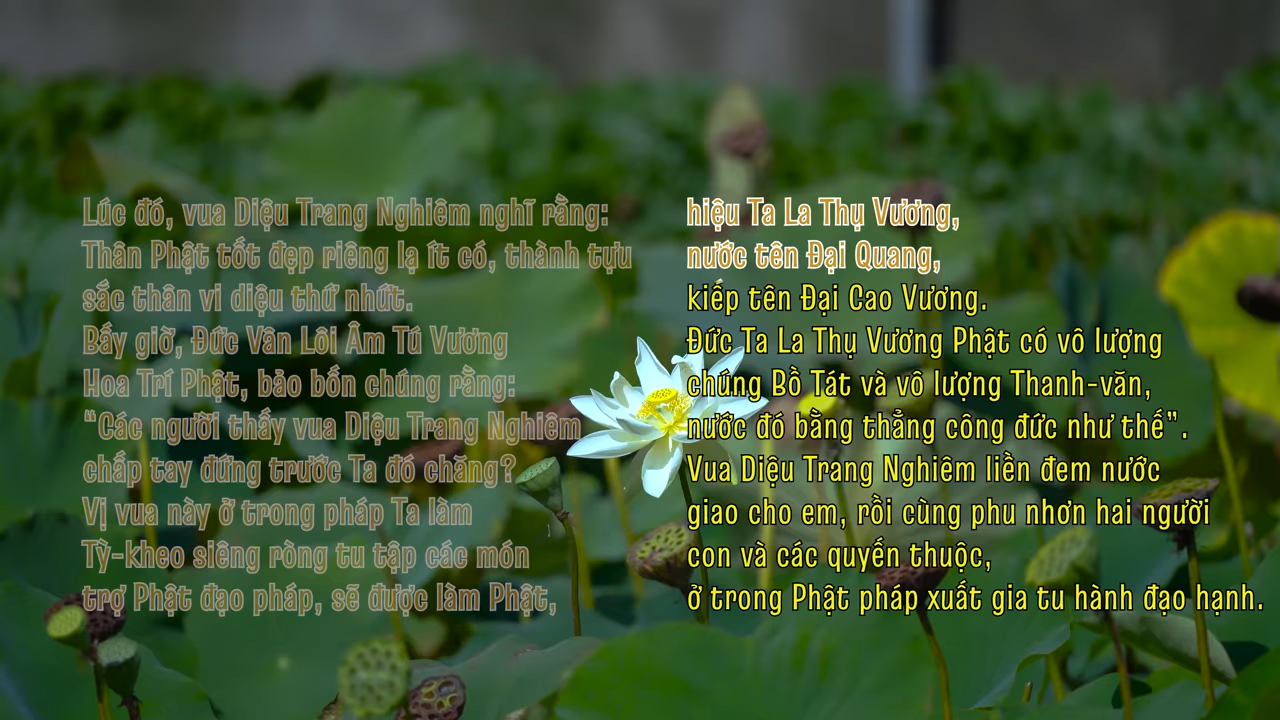 Lúc đó, vua Diệu Trang Nghiêm nghĩ rằng:
Thân Phật tốt đẹp riêng lạ ít có, thành tựu
sắc thân vi diệu thứ nhứt.
Bấy giờ, Đức Vân Lôi Âm Tú Vương
Hoa Trí Phật, bảo bốn chúng rằng:
“Các người thấy vua Diệu Trang Nghiêm
chắp tay đứng trước Ta đó chăng?
Vị vua này ở trong pháp Ta làm
Tỳ-kheo siêng ròng tu tập các món
trợ Phật đạo pháp, sẽ được làm Phật,
hiệu Ta La Thụ Vương,
nước tên Đại Quang,
kiếp tên Đại Cao Vương.
Đức Ta La Thụ Vương Phật có vô lượng
chúng Bồ Tát và vô lượng Thanh-văn,
nước đó bằng thẳng công đức như thế”.
Vua Diệu Trang Nghiêm liền đem nước
giao cho em, rồi cùng phu nhơn hai người
con và các quyến thuộc,
ở trong Phật pháp xuất gia tu hành đạo hạnh.